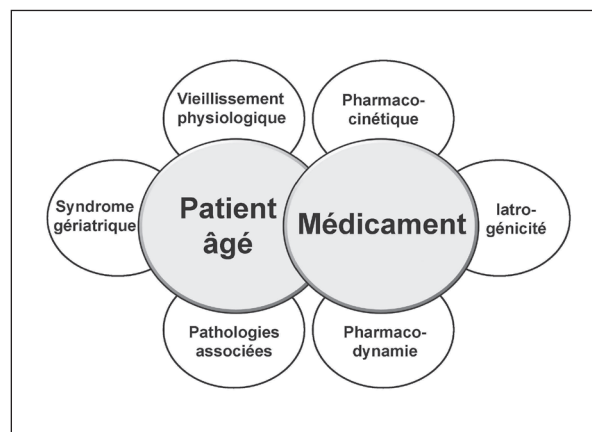 Vieillissement
physiologique
Pharmaco-
cinétique
Syndrome
gériatrique
Patient
âgé
Médicament
Iatro-
génicité
Pathologies
associées
Pharmaco-
dynamie